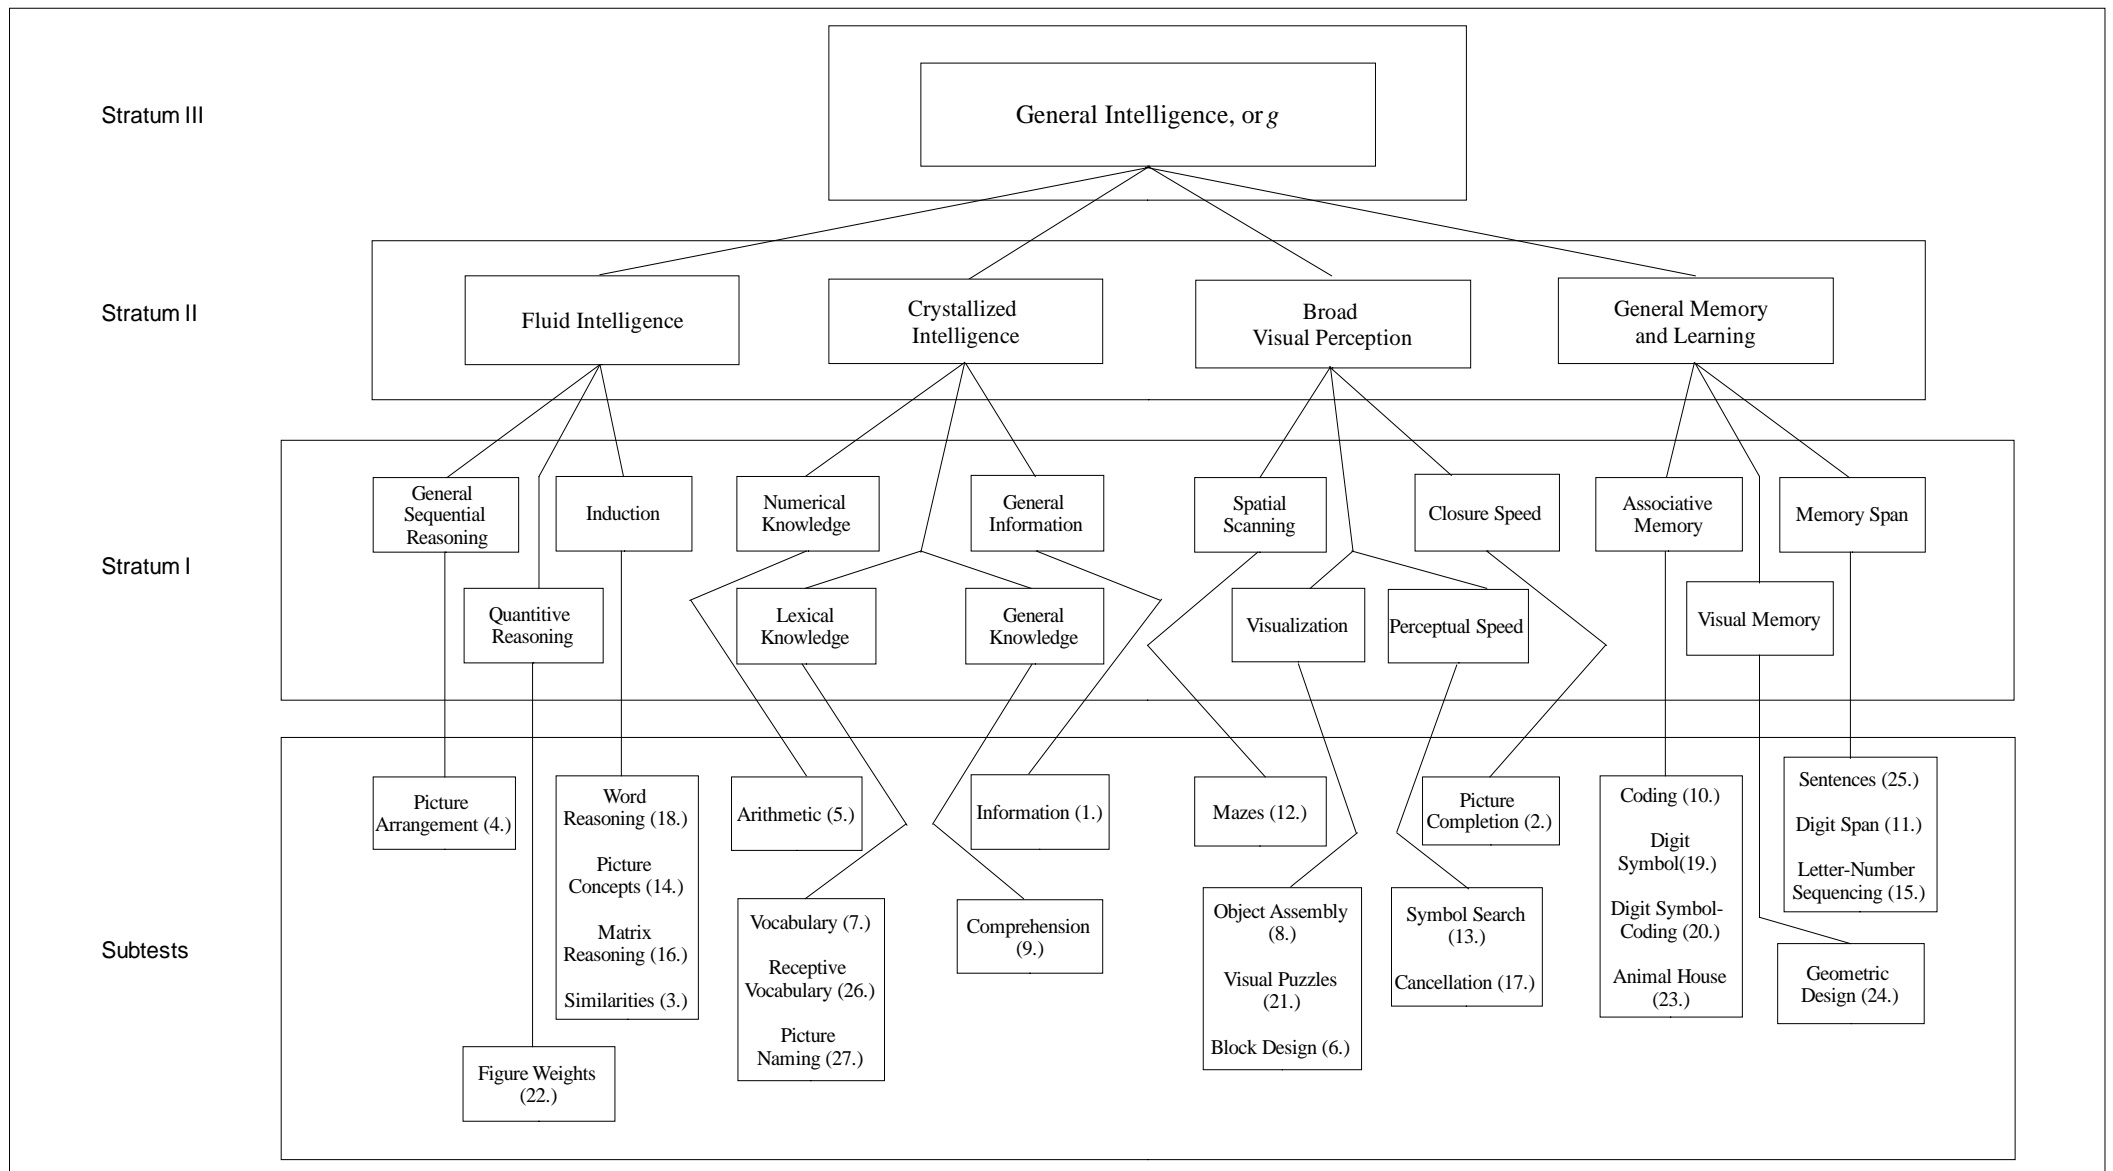 Stratum III
General Intelligence, or g
Stratum II
Fluid Intelligence
Crystallized
Intelligence
Broad
Visual Perception
General Memory
and Learning
Stratum I
General
Sequential
Reasoning
Induction
Numerical
Knowledge
General
Information
Spatial
Scanning
Closure Speed
Associative
Memory
Memory Span
Quantitive
Reasoning
Lexical
Knowledge
General
Knowledge
Visualization
Perceptual Speed
Visual Memory
Subtests
Picture
Arrangement (4.)
Word
Reasoning (18.)
Picture
Concepts (14.)
Matrix
Reasoning (16.)
Similarities (3.)
Arithmetic (5.)
Information (1.)
Mazes (12.)
Picture
Completion (2.)
Coding (10.)
Digit
Symbol(19.)
Digit Symbol-
Coding (20.)
Animal House
(23.)
Sentences (25.)
Digit Span (11.)
Letter-Number
Sequencing (15.)
Vocabulary (7.)
Receptive
Vocabulary (26.)
Picture
Naming (27.)
Comprehension
(9.)
Object Assembly
(8.)
Visual Puzzles
(21.)
Block Design (6.)
Symbol Search
(13.)
Cancellation (17.)
Geometric
Design (24.)
Figure Weights
(22.)